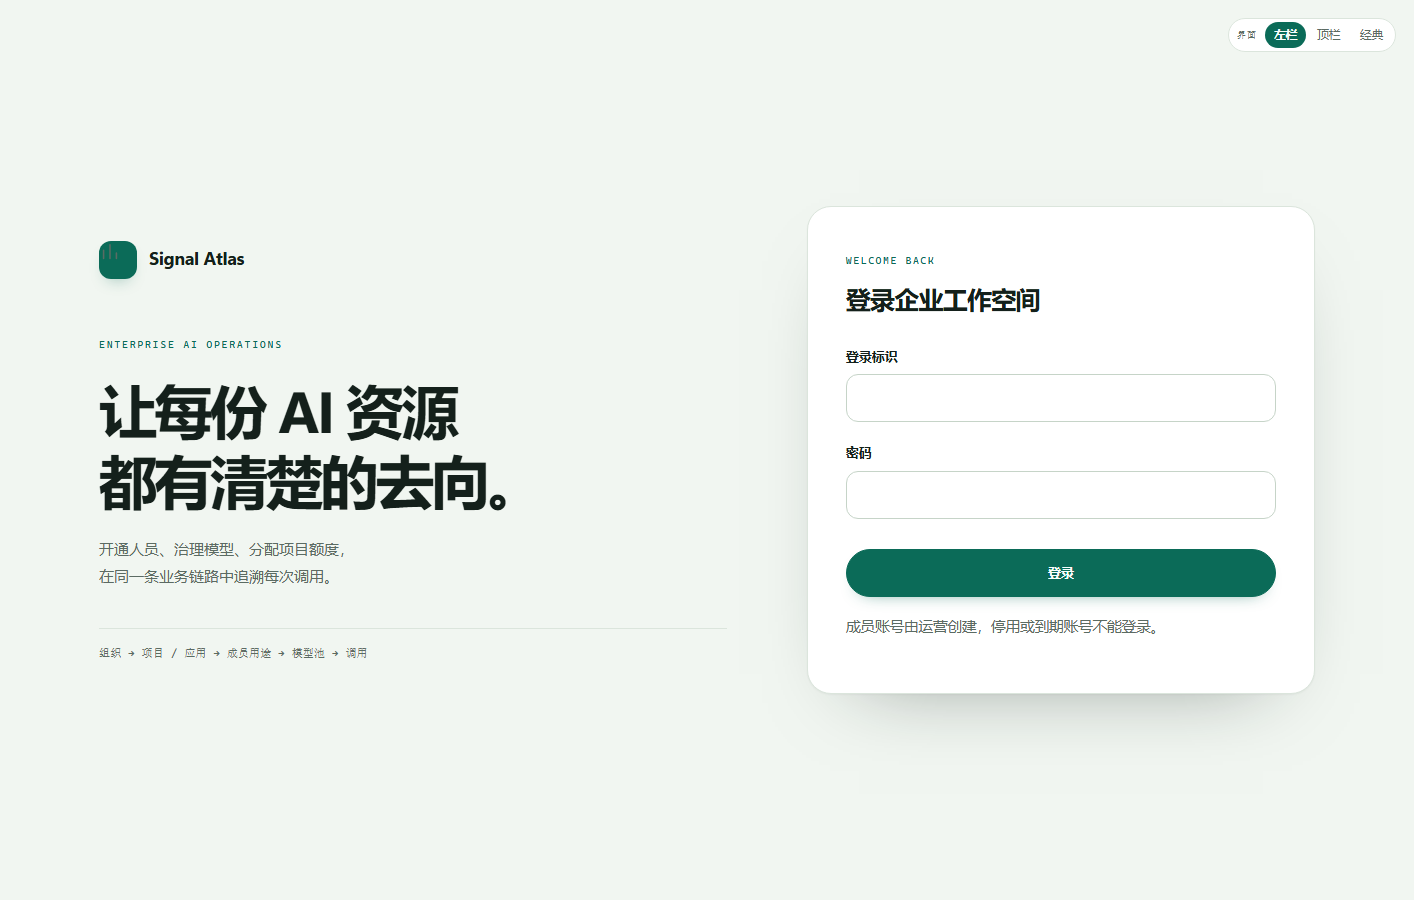 界面 左栏 顶栏 经典
Signal Atlas
ENTERPRISE AI OPERATIONS
让每份 AI 资源
都有清楚的去向。
开通人员、治理模型、分配项目额度，
在同一条业务链路中追溯每次调用。
组织 → 项目 / 应用 → 成员用途 → 模型池 → 调用
WELCOME BACK
登录企业工作空间
登录标识
密码
登录
成员账号由运营创建，停用或到期账号不能登录。